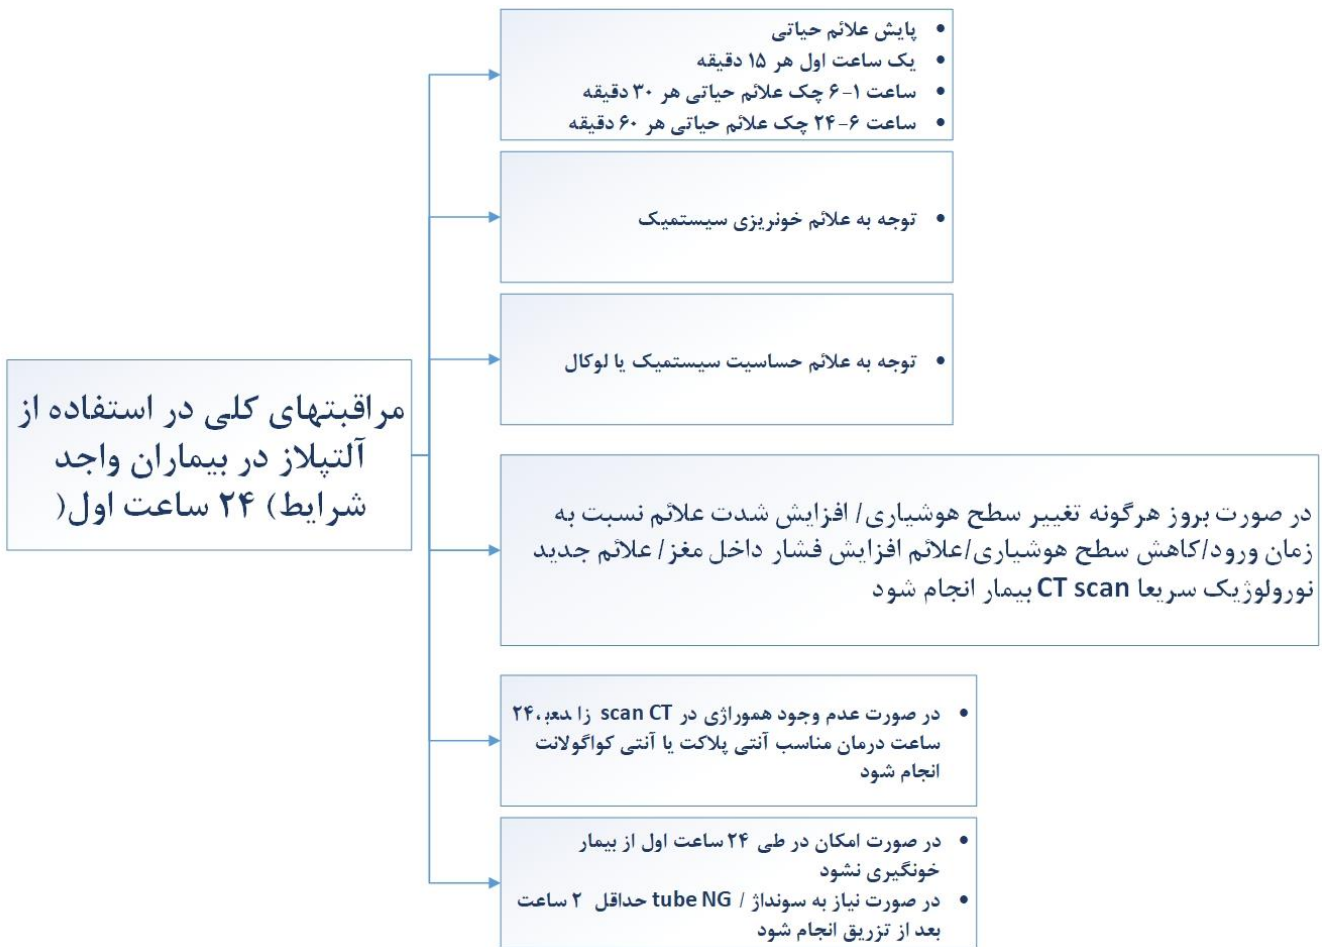 پایش علائم حیاتی
یک ساعت اول هر ۱۵ دقیقه
ساعت ۱-۶ چک علائم حیاتی هر ۳۰ دقیقه
ساعت ۶-۲۴ چک علائم حیاتی هر ۶۰ دقیقه
توجه به علائم خونریزی سیستمیک
توجه به علائم حساسیت سیستمیک یا لوکال
مراقبتهای کلی در استفاده از
آلتپلاز در بیماران واجد
شرایط) ۲۴ ساعت اول(
در صورت بروز هرگونه تغییر سطح هوشیاری/ افزایش شدت علائم نسبت به
زمان ورود/کاهش سطح هوشیاری/علائم افزایش فشار داخل مغز/ علائم جدید
نورولوژیک سریعا CT scan بیمار انجام شود
در صورت عدم وجود هموراژی در scan CT زا دعب،۲۴
ساعت درمان مناسب آنتی پلاکت یا آنتی کواگولانت
انجام شود
در صورت امکان در طی ۲۴ ساعت اول از بیمار
خونگیری نشود
در صورت نیاز به سونداژ / tube NG حداقل ۲ ساعت
بعد از تزریق انجام شود